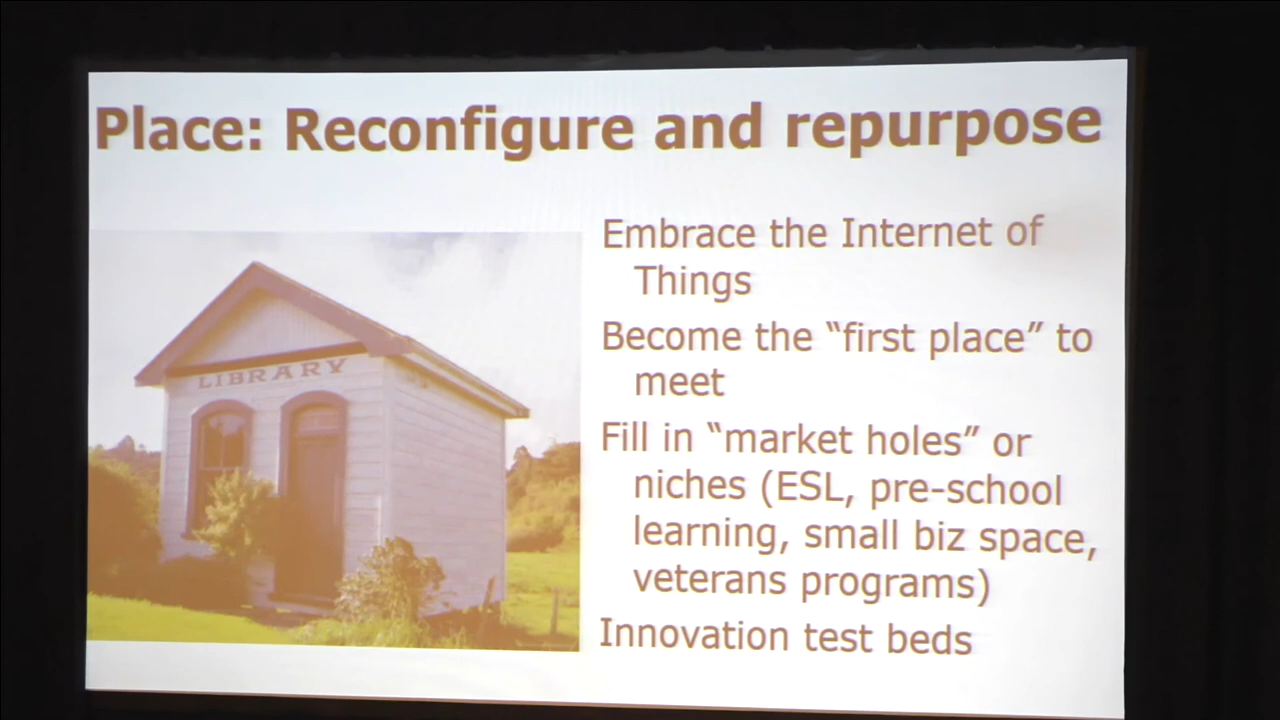 Place: Reconfigure and repurpose
LIBRARY
Embrace the Internet of
Things
Become the “first place” to
meet
Fill in “market holes” or
niches (ESL, pre-school
learning, small biz space,
veterans programs)
Innovation test beds